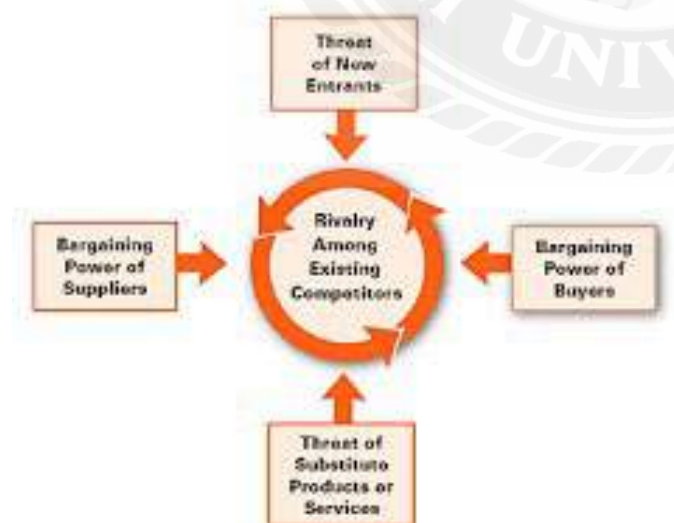 Threat
of New
Entrants
UNIV
Bargaining
Power of
Suppliers
Rivalry
Among
Existing
Competitors
Bargaining
Power of
Buyers
Threat of
Substitute
Products or
Services